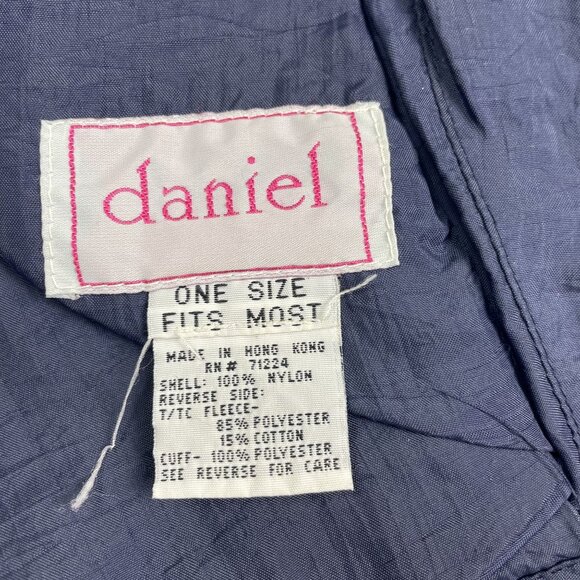 daniel
ONE SIZE
FITS MOST
MADE IN HONG KONG
RN# 71224
SHELL: 100% NYLON
REVERSE SIDE:
T/TC FLEECE-
85% POLYESTER
15% COTTON
CUFF- 100% POLYESTER
SEE REVERSE FOR CARE